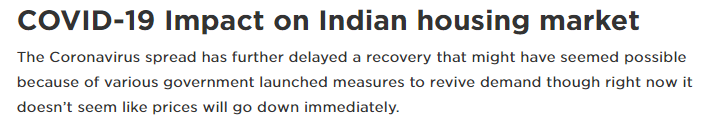 COVID-19 Impact on Indian housing market
The Coronavirus spread has further delayed a recovery that might have seemed possible
because of various government launched measures to revive demand though right now it
doesn’t seem like prices will go down immediately.